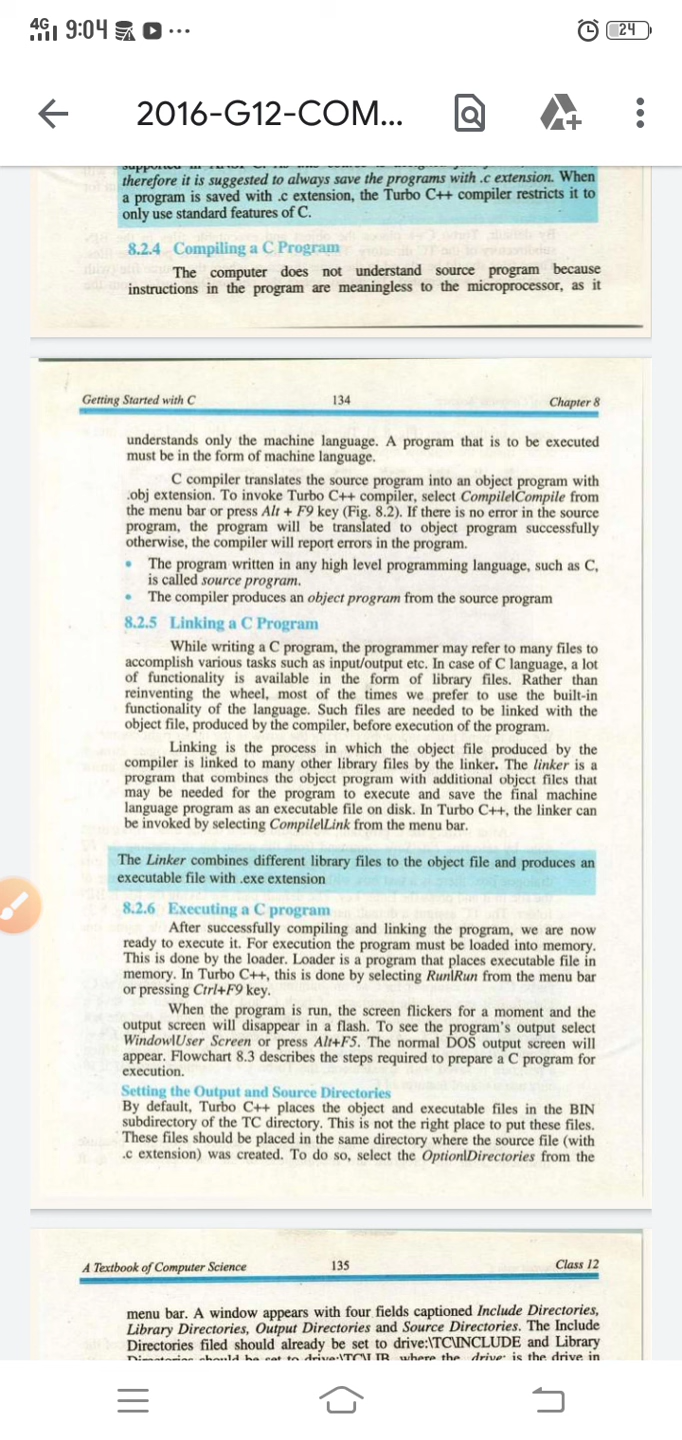 4G 9:04 ...
24
2016-G12-COM...
therefore it is suggested to always save the programs with .c extension. When
a program is saved with .c extension, the Turbo C++ compiler restricts it to
only use standard features of C.
8.2.4 Compiling a C Program
The computer does not understand source program because
instructions in the program are meaningless to the microprocessor, as it
Getting Started with C 134 Chapter 8
understands only the machine language. A program that is to be executed
must be in the form of machine language.
C compiler translates the source program into an object program with
.obj extension. To invoke Turbo C++ compiler, select Compile|Compile from
the menu bar or press Alt + F9 key (Fig. 8.2). If there is no error in the source
program, the program will be translated to object program successfully
otherwise, the compiler will report errors in the program.
• The program written in any high level programming language, such as C,
is called source program.
• The compiler produces an object program from the source program
8.2.5 Linking a C Program
While writing a C program, the programmer may refer to many files to
accomplish various tasks such as input/output etc. In case of C language, a lot
of functionality is available in the form of library files. Rather than
reinventing the wheel, most of the times we prefer to use the built-in
functionality of the language. Such files are needed to be linked with the
object file, produced by the compiler, before execution of the program.
Linking is the process in which the object file produced by the
compiler is linked to many other library files by the linker. The linker is a
program that combines the object program with additional object files that
may be needed for the program to execute and save the final machine
language program as an executable file on disk. In Turbo C++, the linker can
be invoked by selecting Compile|Link from the menu bar.
The Linker combines different library files to the object file and produces an
executable file with .exe extension
8.2.6 Executing a C program
After successfully compiling and linking the program, we are now
ready to execute it. For execution the program must be loaded into memory.
This is done by the loader. Loader is a program that places executable file in
memory. In Turbo C++, this is done by selecting Run|Run from the menu bar
or pressing Ctrl+F9 key.
When the program is run, the screen flickers for a moment and the
output screen will disappear in a flash. To see the program's output select
Window|User Screen or press Alt+F5. The normal DOS output screen will
appear. Flowchart 8.3 describes the steps required to prepare a C program for
execution.
Setting the Output and Source Directories
By default, Turbo C++ places the object and executable files in the BIN
subdirectory of the TC directory. This is not the right place to put these files.
These files should be placed in the same directory where the source file (with
.c extension) was created. To do so, select the Option|Directories from the
A Textbook of Computer Science 135 Class 12
menu bar. A window appears with four fields captioned Include Directories,
Library Directories, Output Directories and Source Directories. The Include
Directories filed should already be set to drive:\TC\INCLUDE and Library
Directories should be set to drive:\TC\LIB where the drive: is the drive in